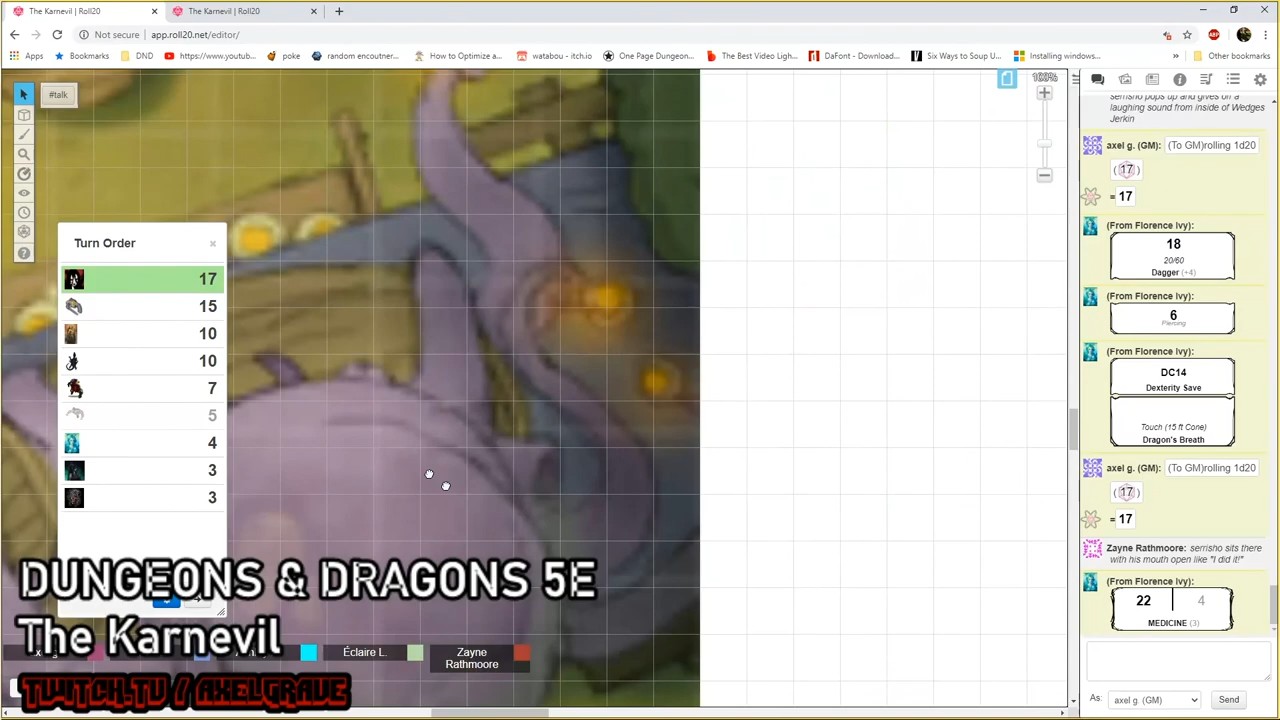 The Karnevil | Roll20
The Karnevil | Roll20
Not secure
app.roll20.net/editor/
Apps
Bookmarks
DND
https://www.youtub...
poke
random encoutner...
How to Optimize a
watabou - itch.io
One Page Dungeon...
The Best Video Ligh...
DaFont - Download...
Six Ways to Soup U...
Installing windows...
»
Other bookmarks
#talk
100%
Turn Order
17
15
10
10
7
5
4
3
3
serrisho pops up and gives on a
laughing sound from inside of Wedges
Jerkin
axel g. (GM): (To GM)rolling 1d20
(17)
= 17
(From Florence Ivy):
18
20/60
Dagger (+4)
(From Florence Ivy):
6
Piercing
(From Florence Ivy):
DC14
Dexterity Save
Touch (15 ft Cone)
Dragon's Breath
axel g. (GM): (To GM)rolling 1d20
(17)
= 17
Zayne Rathmoore: serrisho sits there
with his mouth open like "I did it!"
(From Florence Ivy):
22 4
MEDICINE (3)
As: axel g. (GM)
Send
Éclaire L.
Zayne
Rathmoore
DUNGEONS & DRAGONS 5E
The Karnevil
TWITCH.TV / AXELGRAVE